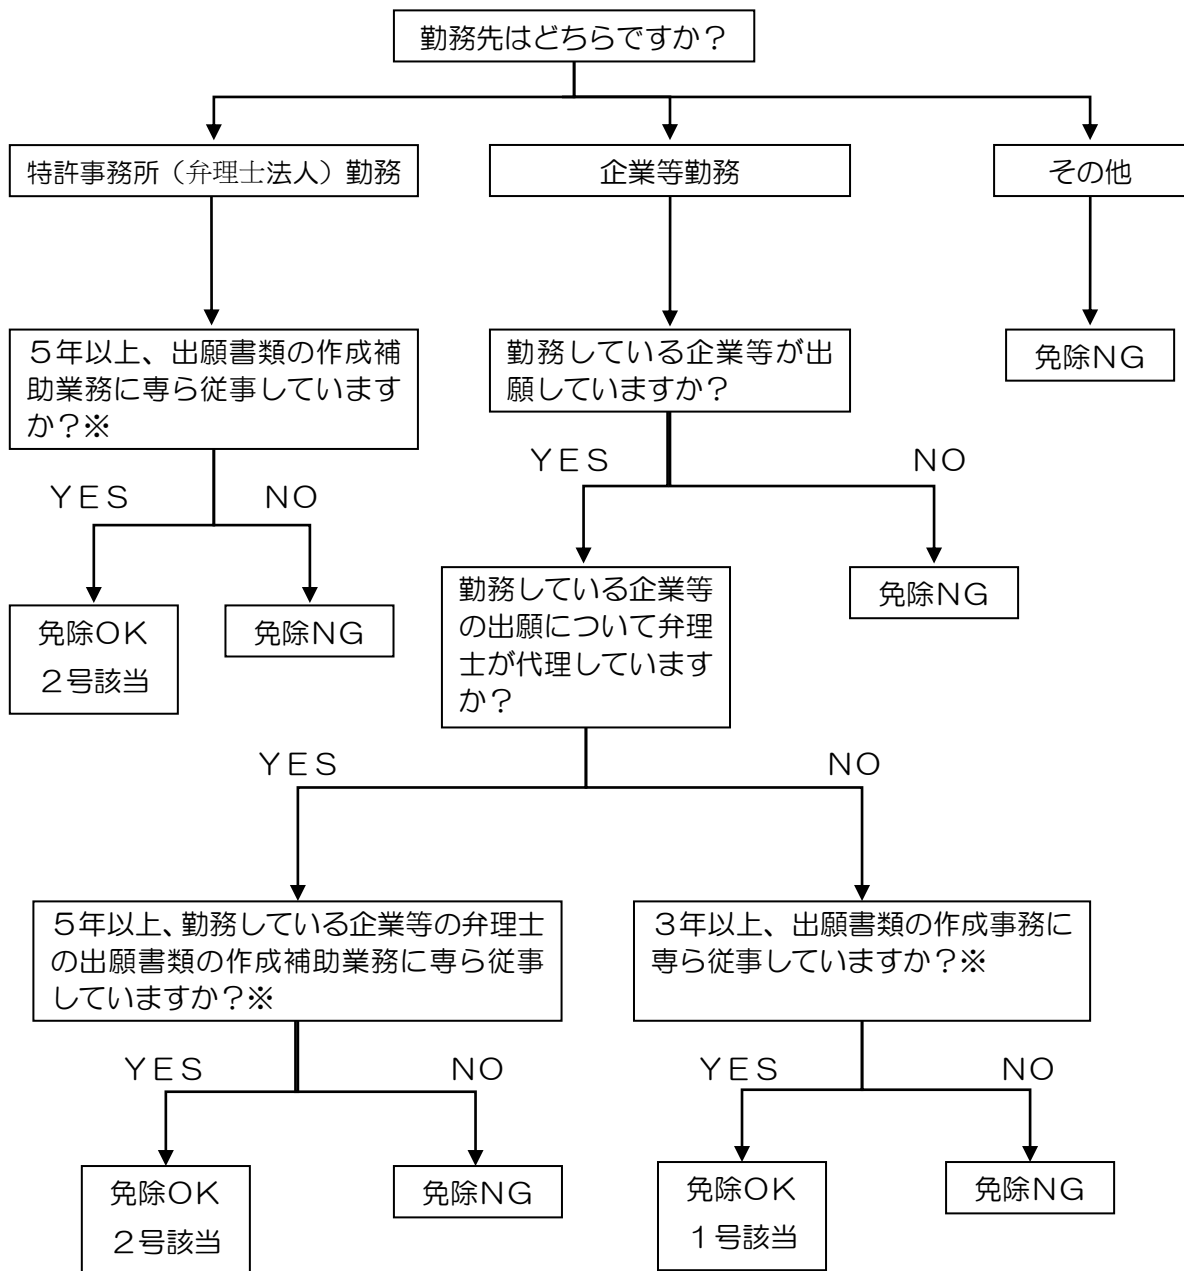 勤務先はどちらですか？
特許事務所（弁理士法人）勤務
企業等勤務
その他
５年以上、出願書類の作成補
助業務に専ら従事しています
か？※
勤務している企業等が出
願していますか？
免除ＮＧ
ＹＥＳ
ＮＯ
ＹＥＳ
ＮＯ
免除ＯＫ
２号該当
免除ＮＧ
勤務している企業等
の出願について弁理
士が代理しています
か？
免除ＮＧ
ＹＥＳ
ＮＯ
５年以上、勤務している企業等の弁理士
の出願書類の作成補助業務に専ら従事
していますか？※
３年以上、出願書類の作成事務に
専ら従事していますか？※
ＹＥＳ
ＮＯ
ＹＥＳ
ＮＯ
免除ＯＫ
２号該当
免除ＮＧ
免除ＯＫ
１号該当
免除ＮＧ